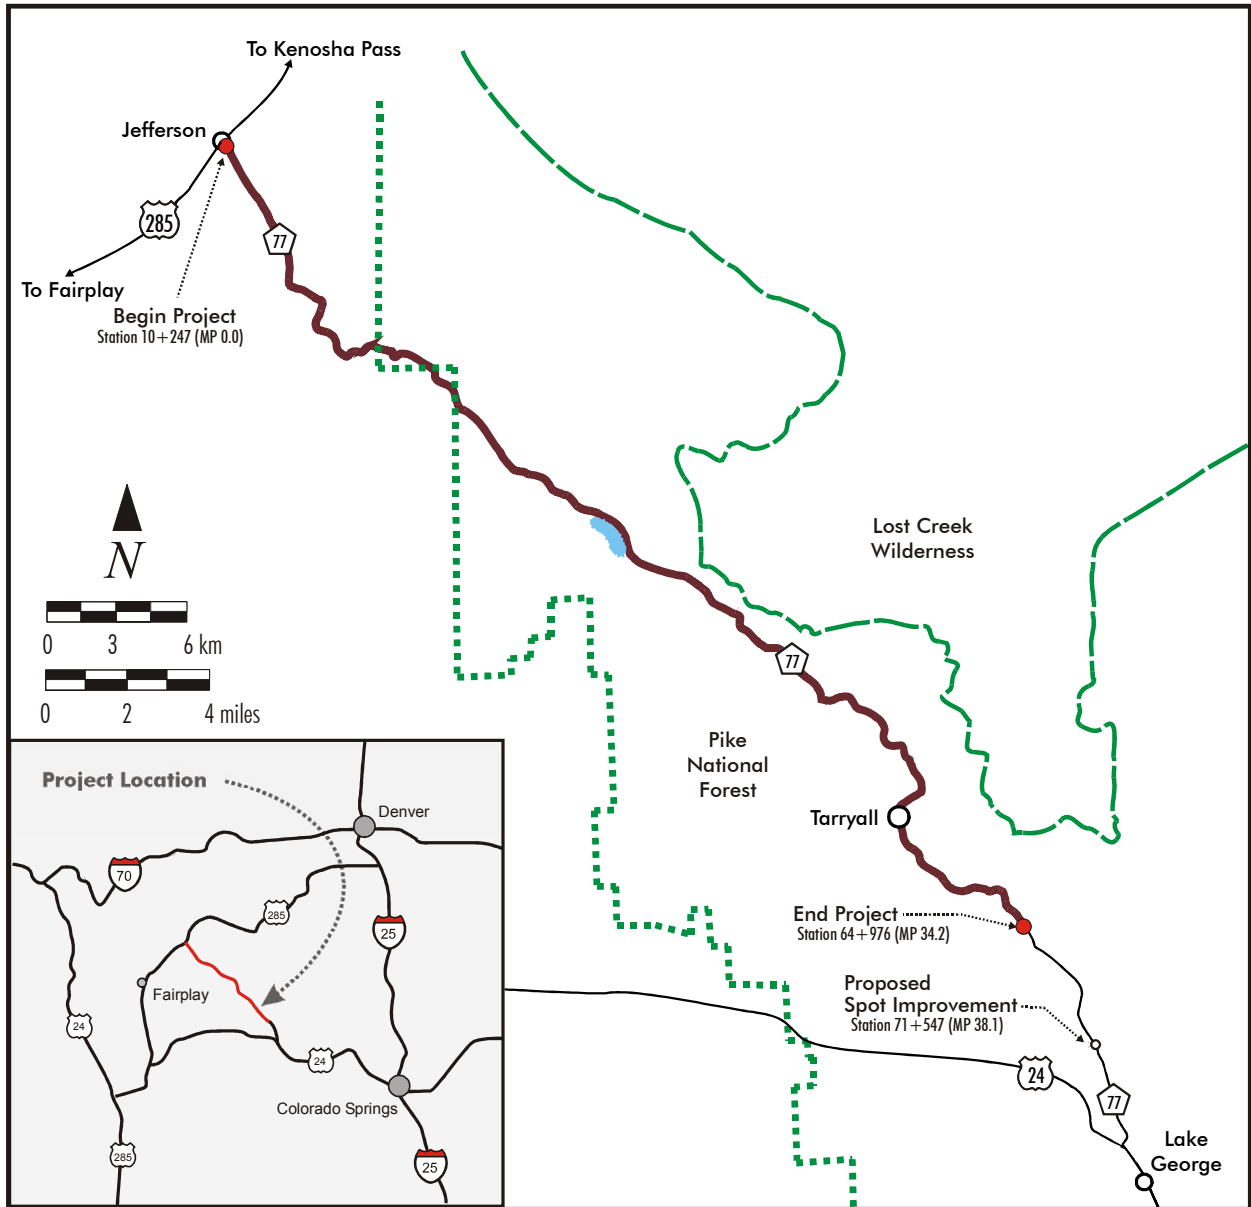 To Kenosha Pass
Jefferson
285
77
To Fairplay
Begin Project
Station 10+247 (MP 0.0)
N
0 3 6 km
0 2 4 miles
Lost Creek
Wilderness
77
Pike
National
Forest
Tarryall
End Project
Station 64+976 (MP 34.2)
Proposed
Spot Improvement
Station 71+547 (MP 38.1)
24
77
Lake
George
Project Location
Denver
70
285
25
Fairplay
24
24
Colorado Springs
285
25